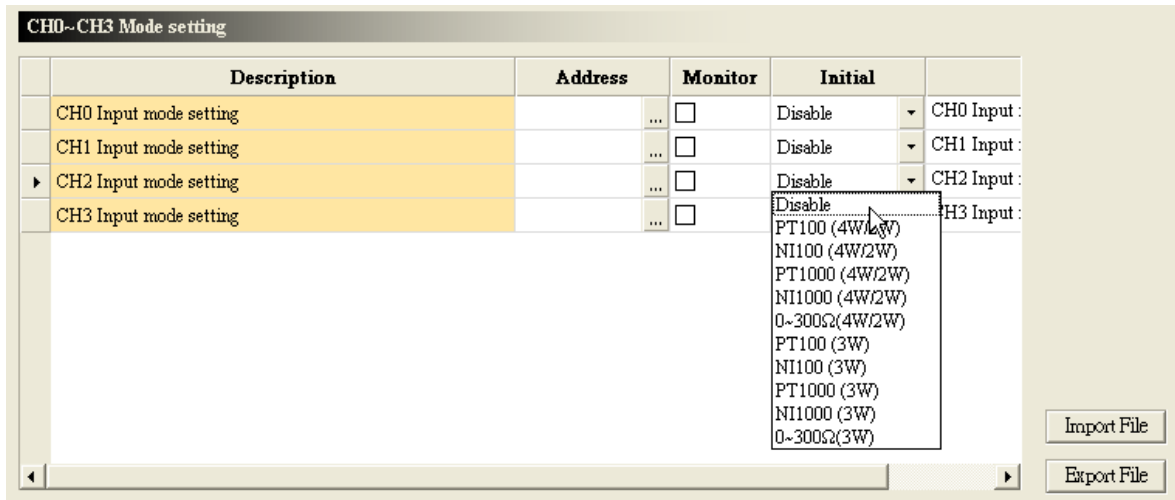 CH0~CH3 Mode setting
Description Address Monitor Initial
CH0 Input mode setting ... Disable CH0 Input :
CH1 Input mode setting ... Disable CH1 Input :
CH2 Input mode setting ... Disable CH2 Input :
CH3 Input mode setting ... H3 Input :
Disable
PT100 (4W/2W)
NI100 (4W/2W)
PT1000 (4W/2W)
NI1000 (4W/2W)
0~300Ω(4W/2W)
PT100 (3W)
NI100 (3W)
PT1000 (3W)
NI1000 (3W)
0~300Ω(3W)
Import File
Export File